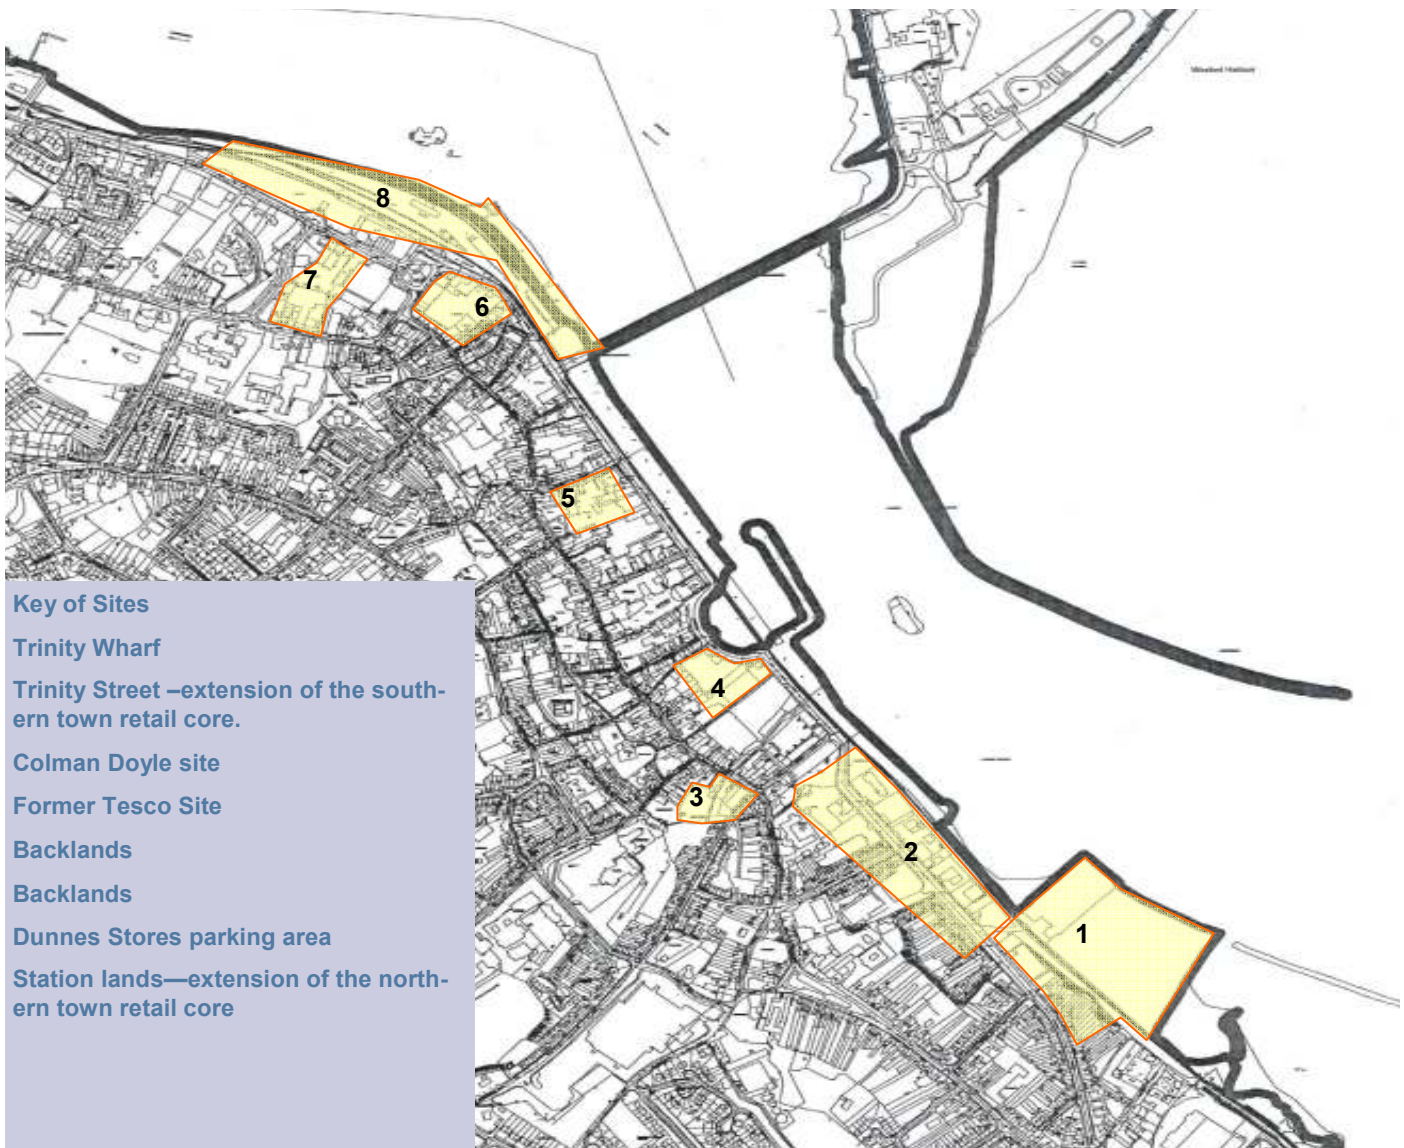 Wexford Harbour
8
7
6
5
4
3
2
1
Key of Sites
Trinity Wharf
Trinity Street –extension of the south-
ern town retail core.
Colman Doyle site
Former Tesco Site
Backlands
Backlands
Dunnes Stores parking area
Station lands—extension of the north-
ern town retail core